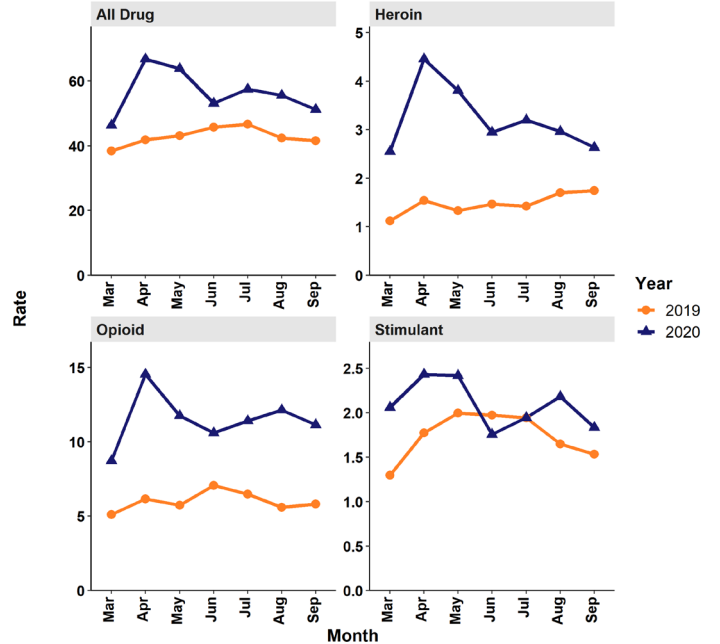 All Drug
Heroin
60
40
20
0
5
4
3
2
1
0
Mar
Apr
May
Jun
Jul
Aug
Sep
Mar
Apr
May
Jun
Jul
Aug
Sep
Rate
Year
2019
2020
Opioid
Stimulant
15
10
5
0
2.5
2.0
1.5
1.0
0.5
0.0
Mar
Apr
May
Jun
Jul
Aug
Sep
Mar
Apr
May
Jun
Jul
Aug
Sep
Month